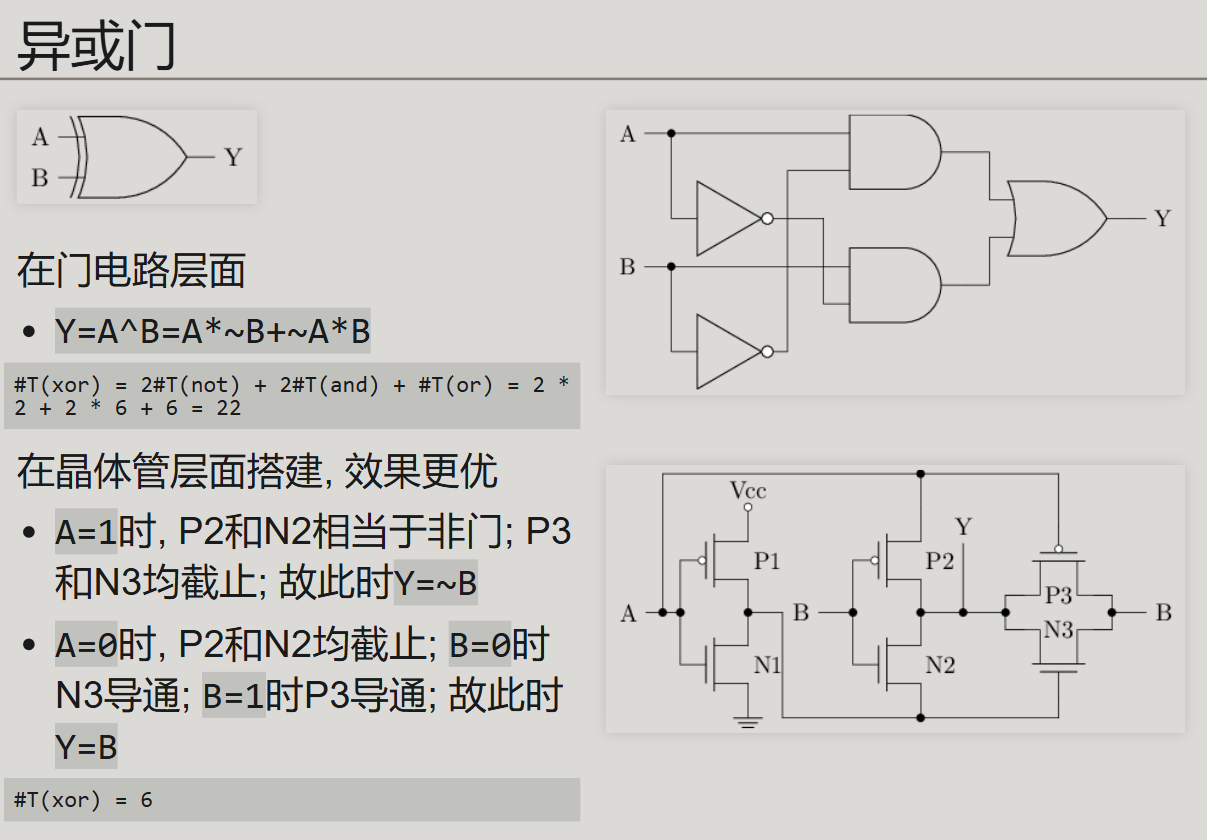 异或门
A
B
Y
在门电路层面
Y=A^B=A*~B+~A*B
#T(xor) = 2#T(not) + 2#T(and) + #T(or) = 2 *
2 + 2 * 6 + 6 = 22
在晶体管层面搭建, 效果更优
A=1时, P2和N2相当于非门; P3
和N3均截止; 故此时Y=~B
A=0时, P2和N2均截止; B=0时
N3导通; B=1时P3导通; 故此时
Y=B
#T(xor) = 6
A
B
Y
Vcc
Y
P1
P2
P3
A
B
B
N3
N1
N2